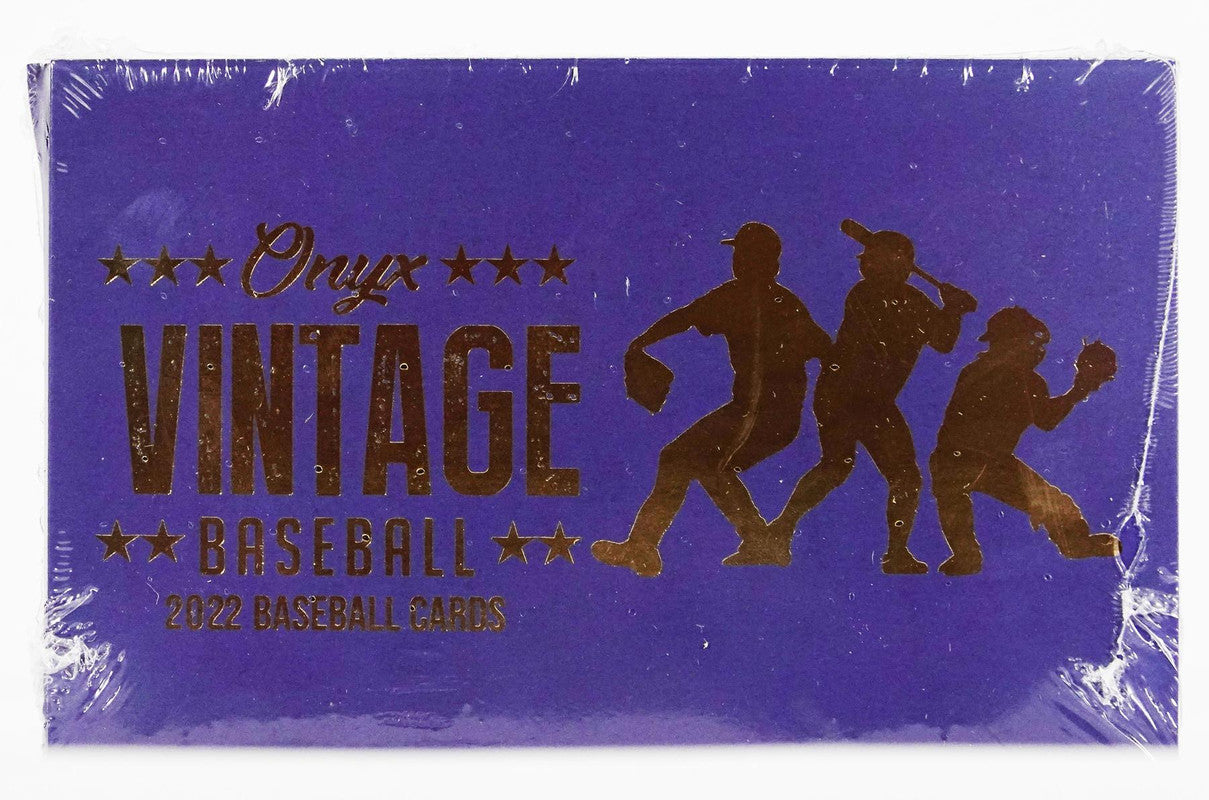 Onyx
VINTAGE
BASEBALL
2022 BASEBALL CARDS